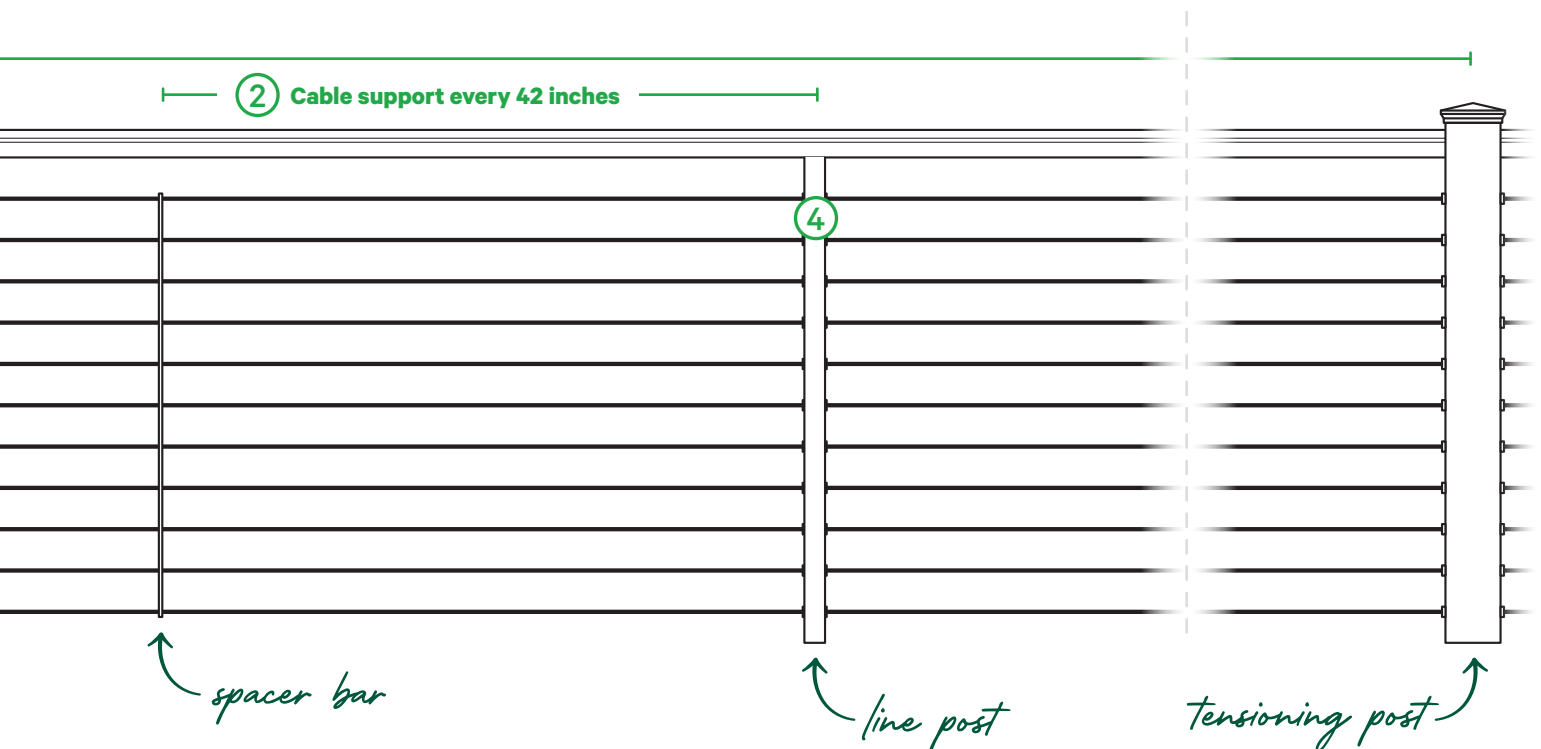 2 Cable support every 42 inches
4
spacer bar
line post
tensioning post